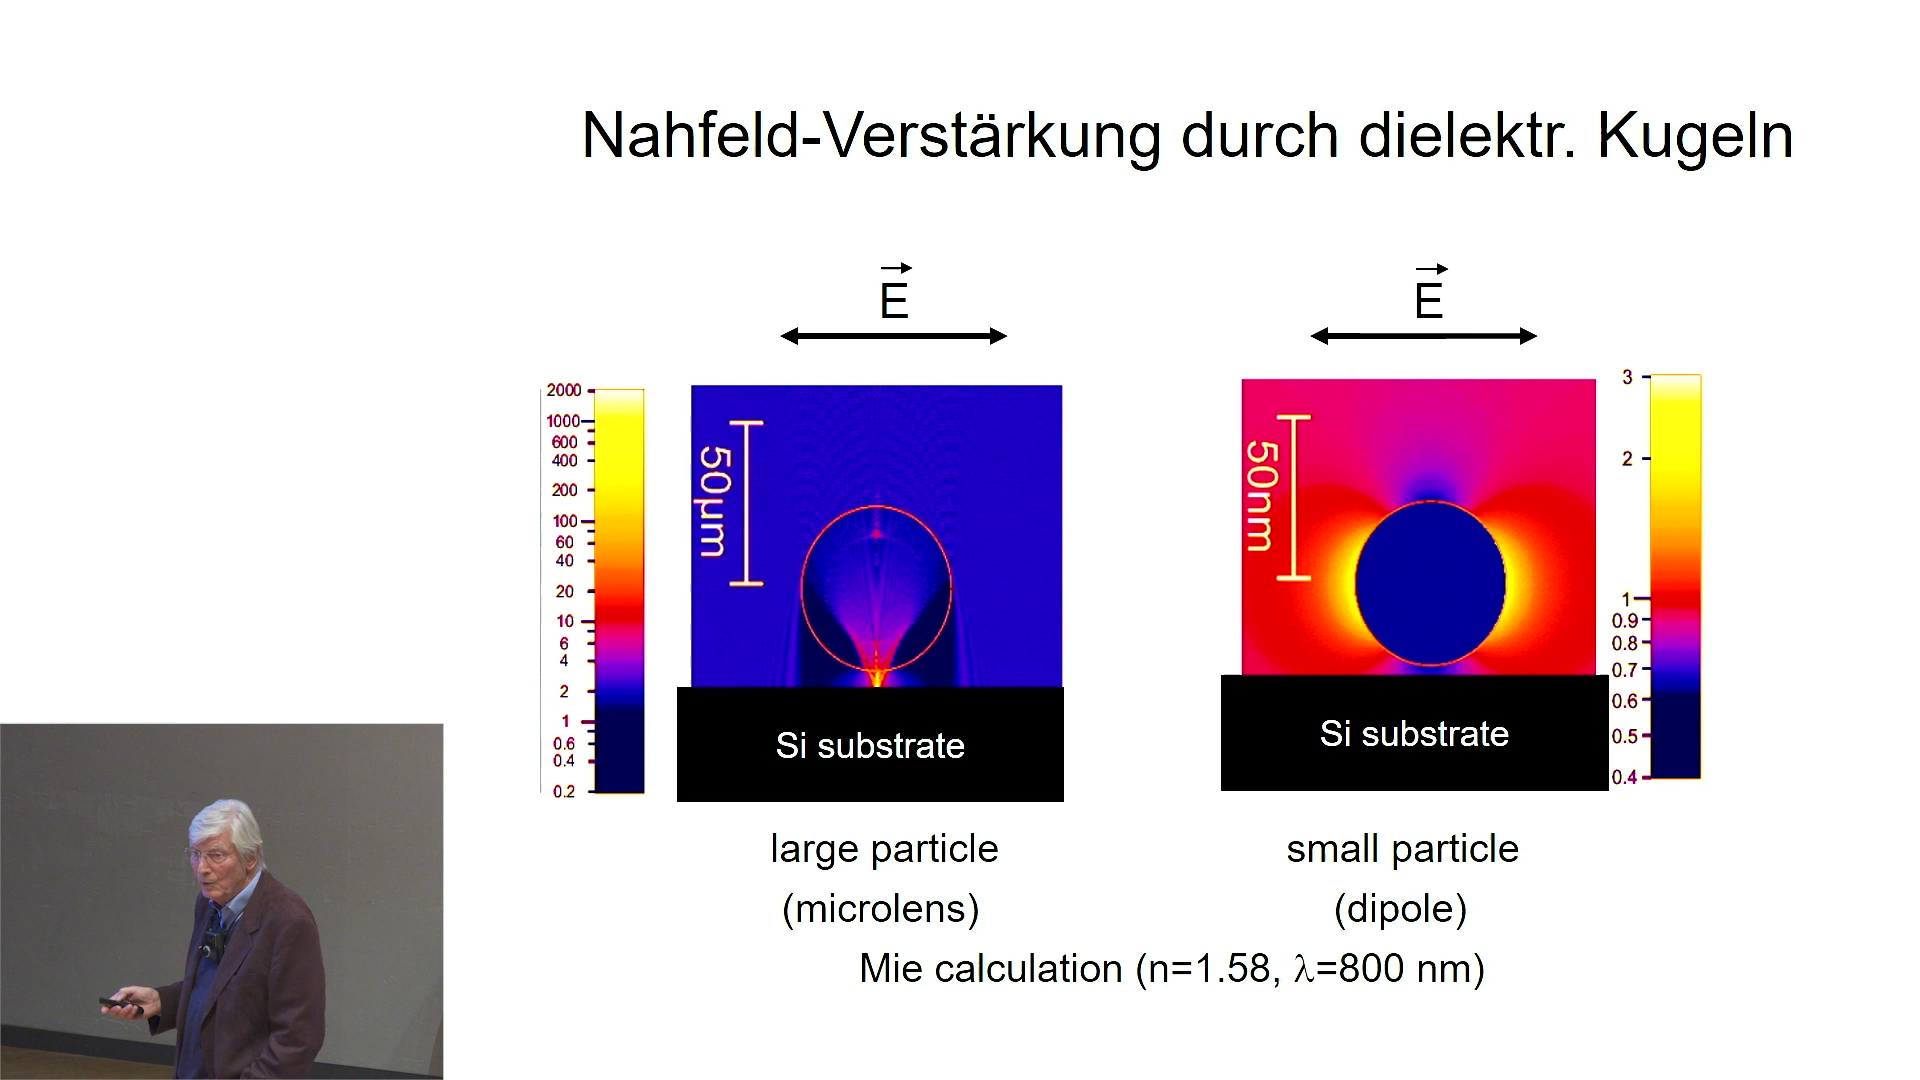 Nahfeld-Verstärkung durch dielektr. Kugeln
E
E
2000
1000
600
400
200
100
60
40
20
10
6
4
2
1
0.6
0.4
0.2
50µm
Si substrate
50nm
Si substrate
3
2
1
0.9
0.8
0.7
0.6
0.5
0.4
large particle
(microlens)
small particle
(dipole)
Mie calculation (n=1.58, λ=800 nm)